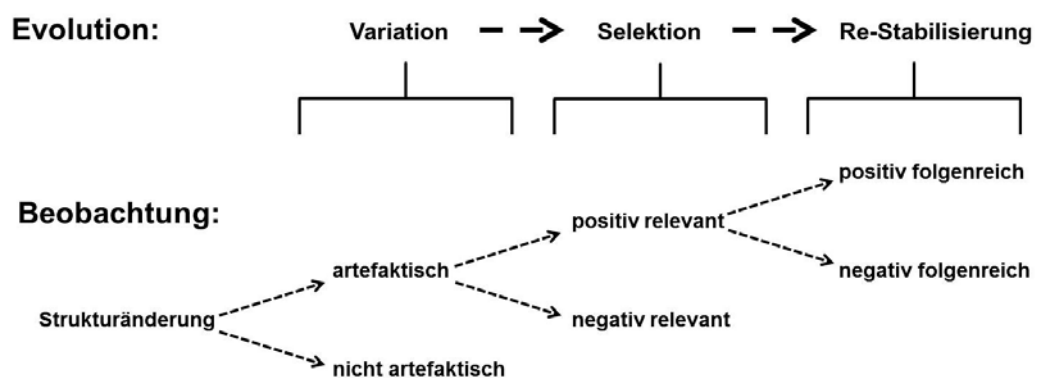 Evolution: Variation Selektion Re-Stabilisierung
positiv folgenreich
Beobachtung:
positiv relevant
artefaktisch
negativ folgenreich
Strukturänderung
negativ relevant
nicht artefaktisch